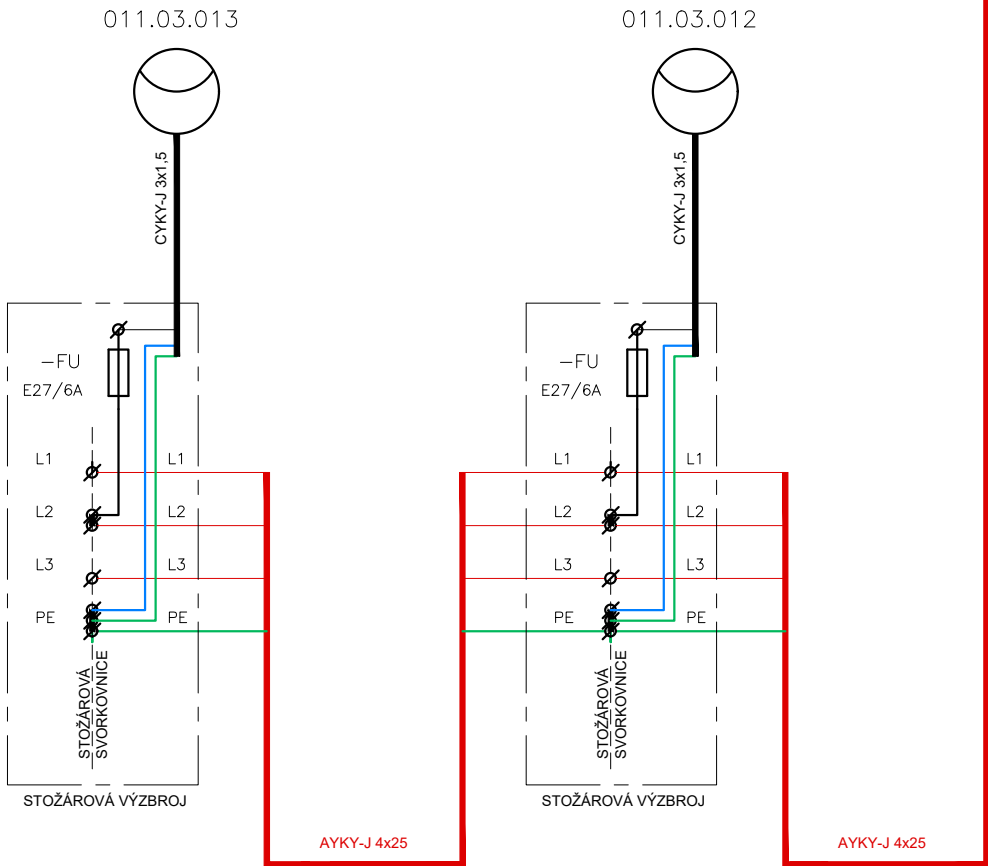 011.03.013
CYKY-J 3x1,5
-FU
E27/6A
L1 L1
L2 L2
L3 L3
PE PE
STOŽÁROVÁ
SVORKOVNICE
STOŽÁROVÁ VÝZBROJ
AYKY-J 4x25
011.03.012
CYKY-J 3x1,5
-FU
E27/6A
L1 L1
L2 L2
L3 L3
PE PE
STOŽÁROVÁ
SVORKOVNICE
STOŽÁROVÁ VÝZBROJ
AYKY-J 4x25